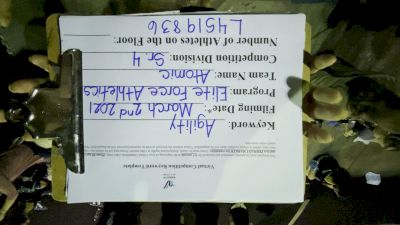 Virtual Competition Keyword Template
Keyword: Agility
Filming Date*: March 2nd 2021
Program: Elite Force Athletics
Team Name: Atomic
Competition Division: Sr 4
Number of Athletes on the Floor:
L4519836